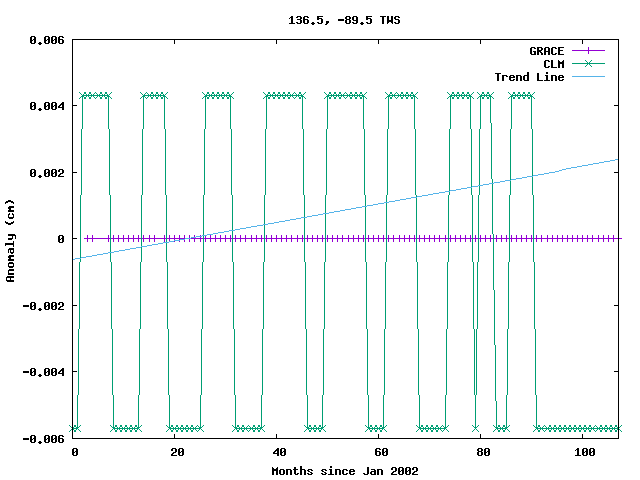 136.5, -89.5 TWS
GRACE
CLM
Trend Line
0.006
0.004
0.002
0
-0.002
-0.004
-0.006
Anomaly (cm)
0 20 40 60 80 100
Months since Jan 2002